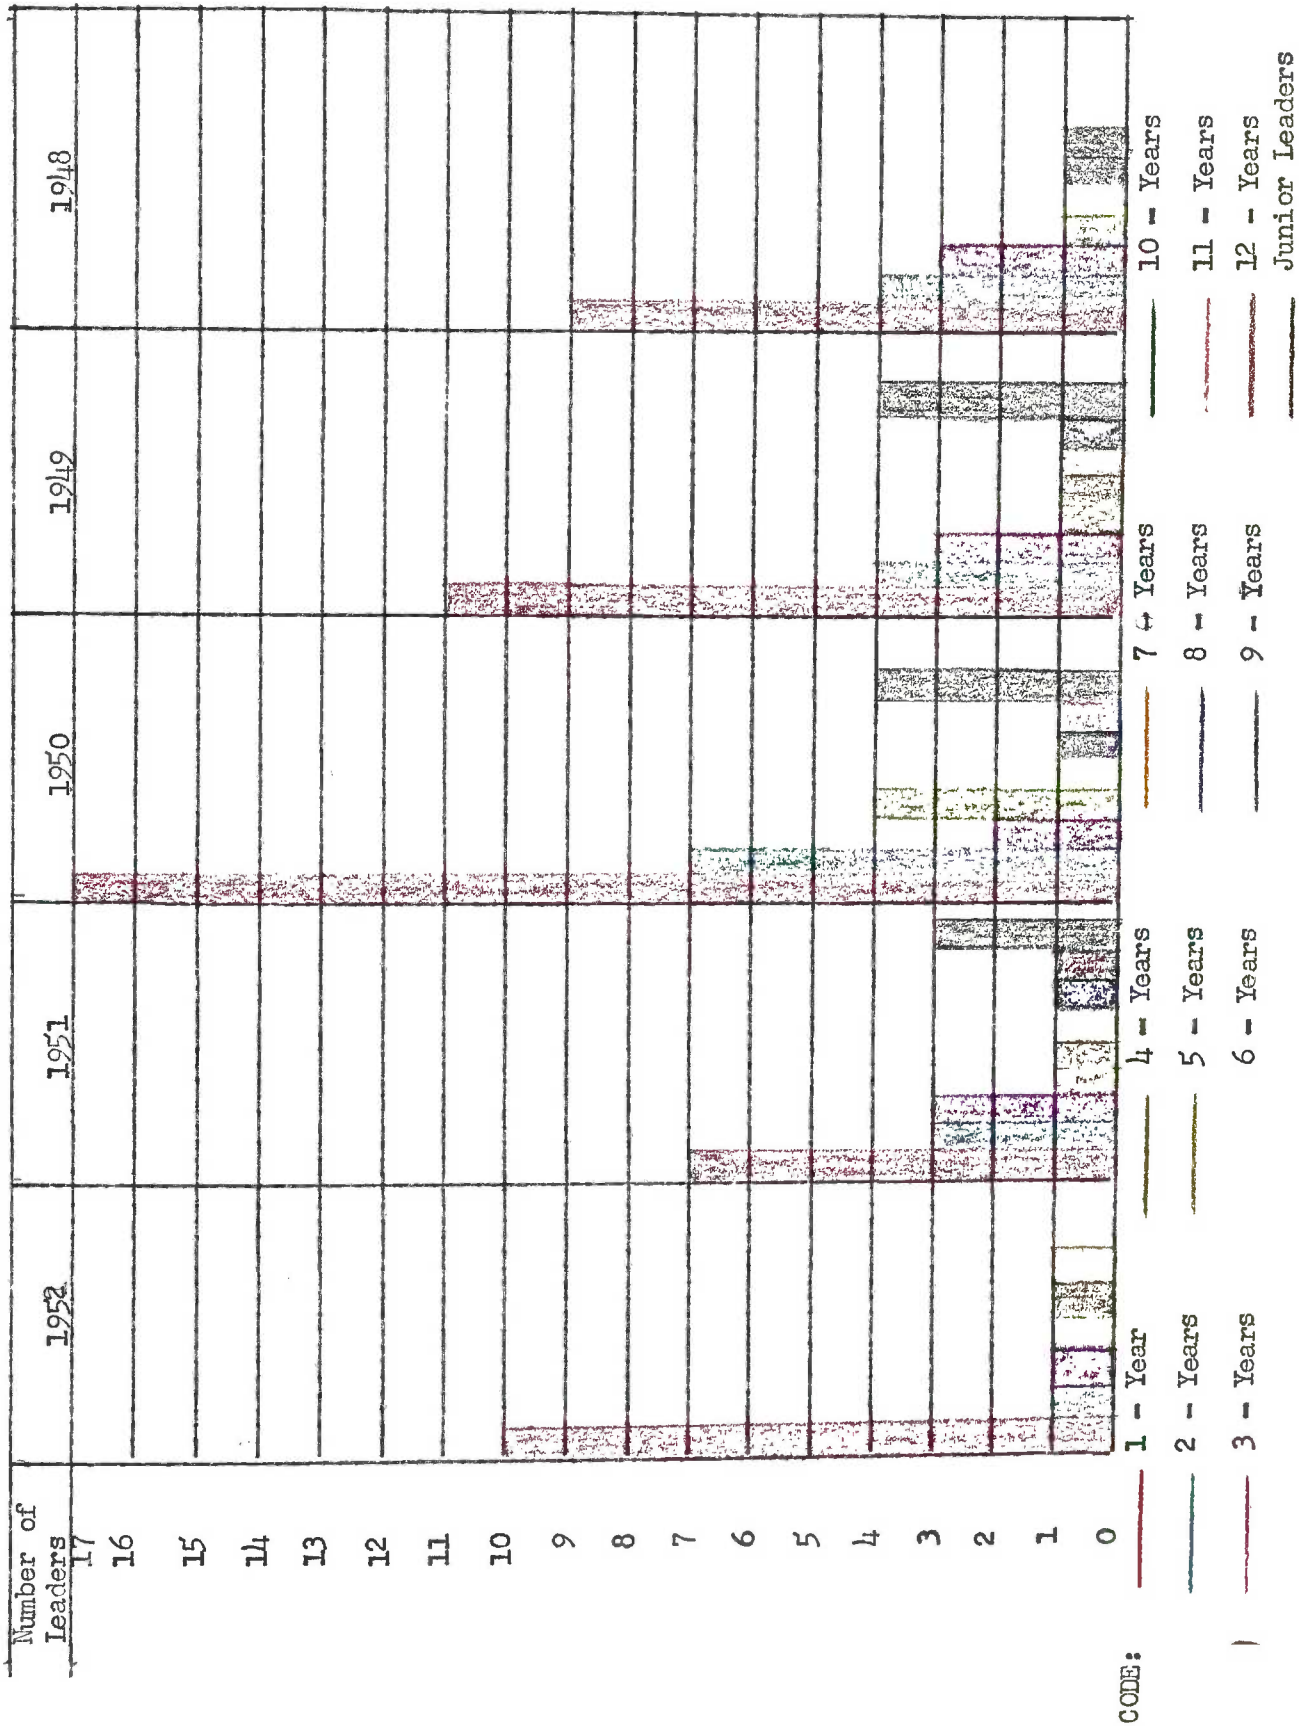 Number of
Leaders
1952 1951 1950 1949 1948
17
16
15
14
13
12
11
10
9
8
7
6
5
4
3
2
1
0
CODE:
1 - Year 4 - Years 7 - Years 10 - Years
2 - Years 5 - Years 8 - Years 11 - Years
3 - Years 6 - Years 9 - Years 12 - Years
Junior Leaders